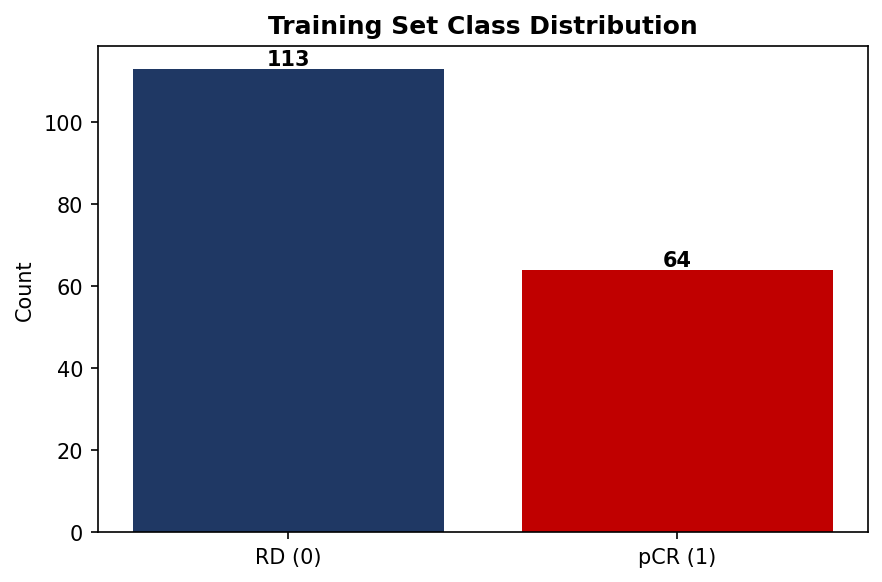 Training Set Class Distribution
113
64
100
80
60
40
20
0
Count
RD (0)
pCR (1)